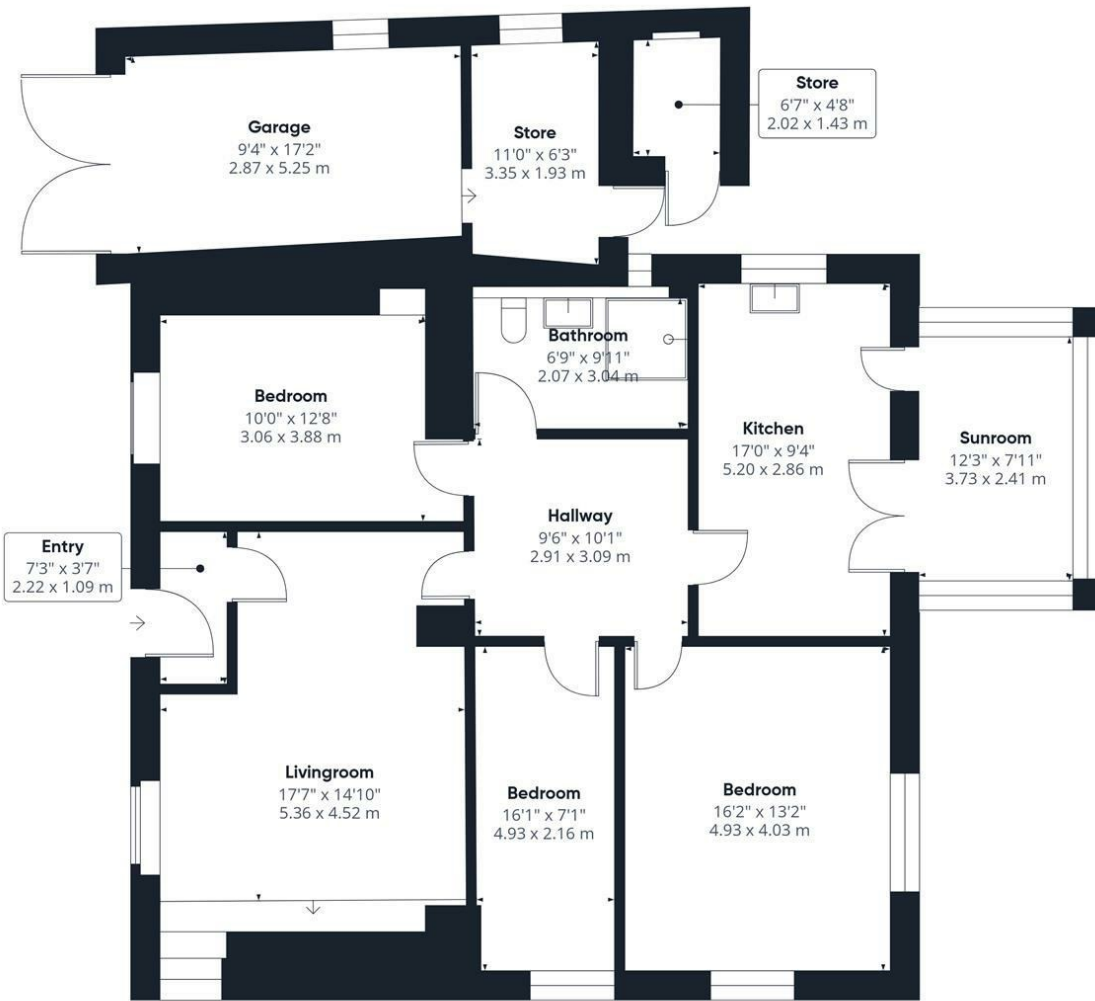 Garage
9'4" x 17'2"
2.87 x 5.25 m
Store
11'0" x 6'3"
3.35 x 1.93 m
Store
6'7" x 4'8"
2.02 x 1.43 m
Bathroom
6'9" x 9'11"
2.07 x 3.04 m
Bedroom
10'0" x 12'8"
3.06 x 3.88 m
Kitchen
17'0" x 9'4"
5.20 x 2.86 m
Sunroom
12'3" x 7'11"
3.73 x 2.41 m
Hallway
9'6" x 10'1"
2.91 x 3.09 m
Entry
7'3" x 3'7"
2.22 x 1.09 m
Livingroom
17'7" x 14'10"
5.36 x 4.52 m
Bedroom
16'1" x 7'1"
4.93 x 2.16 m
Bedroom
16'2" x 13'2"
4.93 x 4.03 m